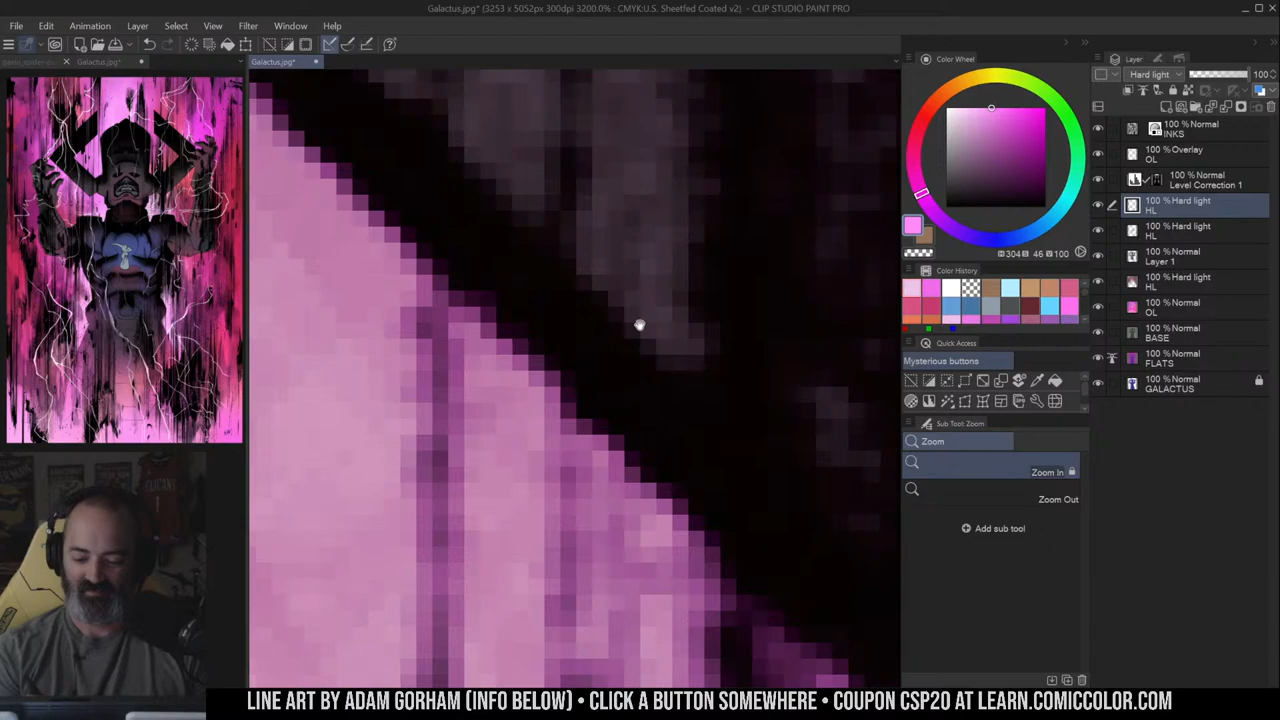 Galactus.jpg* (3253 x 5052px 300dpi 3200.0% : CMYK:U.S. Sheetfed Coated v2) - CLIP STUDIO PAINT PRO
File Edit Animation Layer Select View Filter Window Help
Galactus.jpg*
Galactus.jpg*
Color Wheel
H 304 S 46 V 100
Color History
Quick Access
Mysterious buttons
Sub Tool: Zoom
Zoom
Zoom In
Zoom Out
Add sub tool
Layer
Hard light 100
100 % Normal
INKS
100 % Overlay
OL
100 % Normal
Level Correction 1
100 % Hard light
HL
100 % Hard light
HL
100 % Normal
Layer 1
100 % Hard light
HL
100 % Normal
OL
100 % Normal
BASE
100 % Normal
FLATS
100 % Normal
GALACTUS
LINE ART BY ADAM GORHAM (INFO BELOW) • CLICK A BUTTON SOMEWHERE • COUPON CSP20 AT LEARN.COMICCOLOR.COM